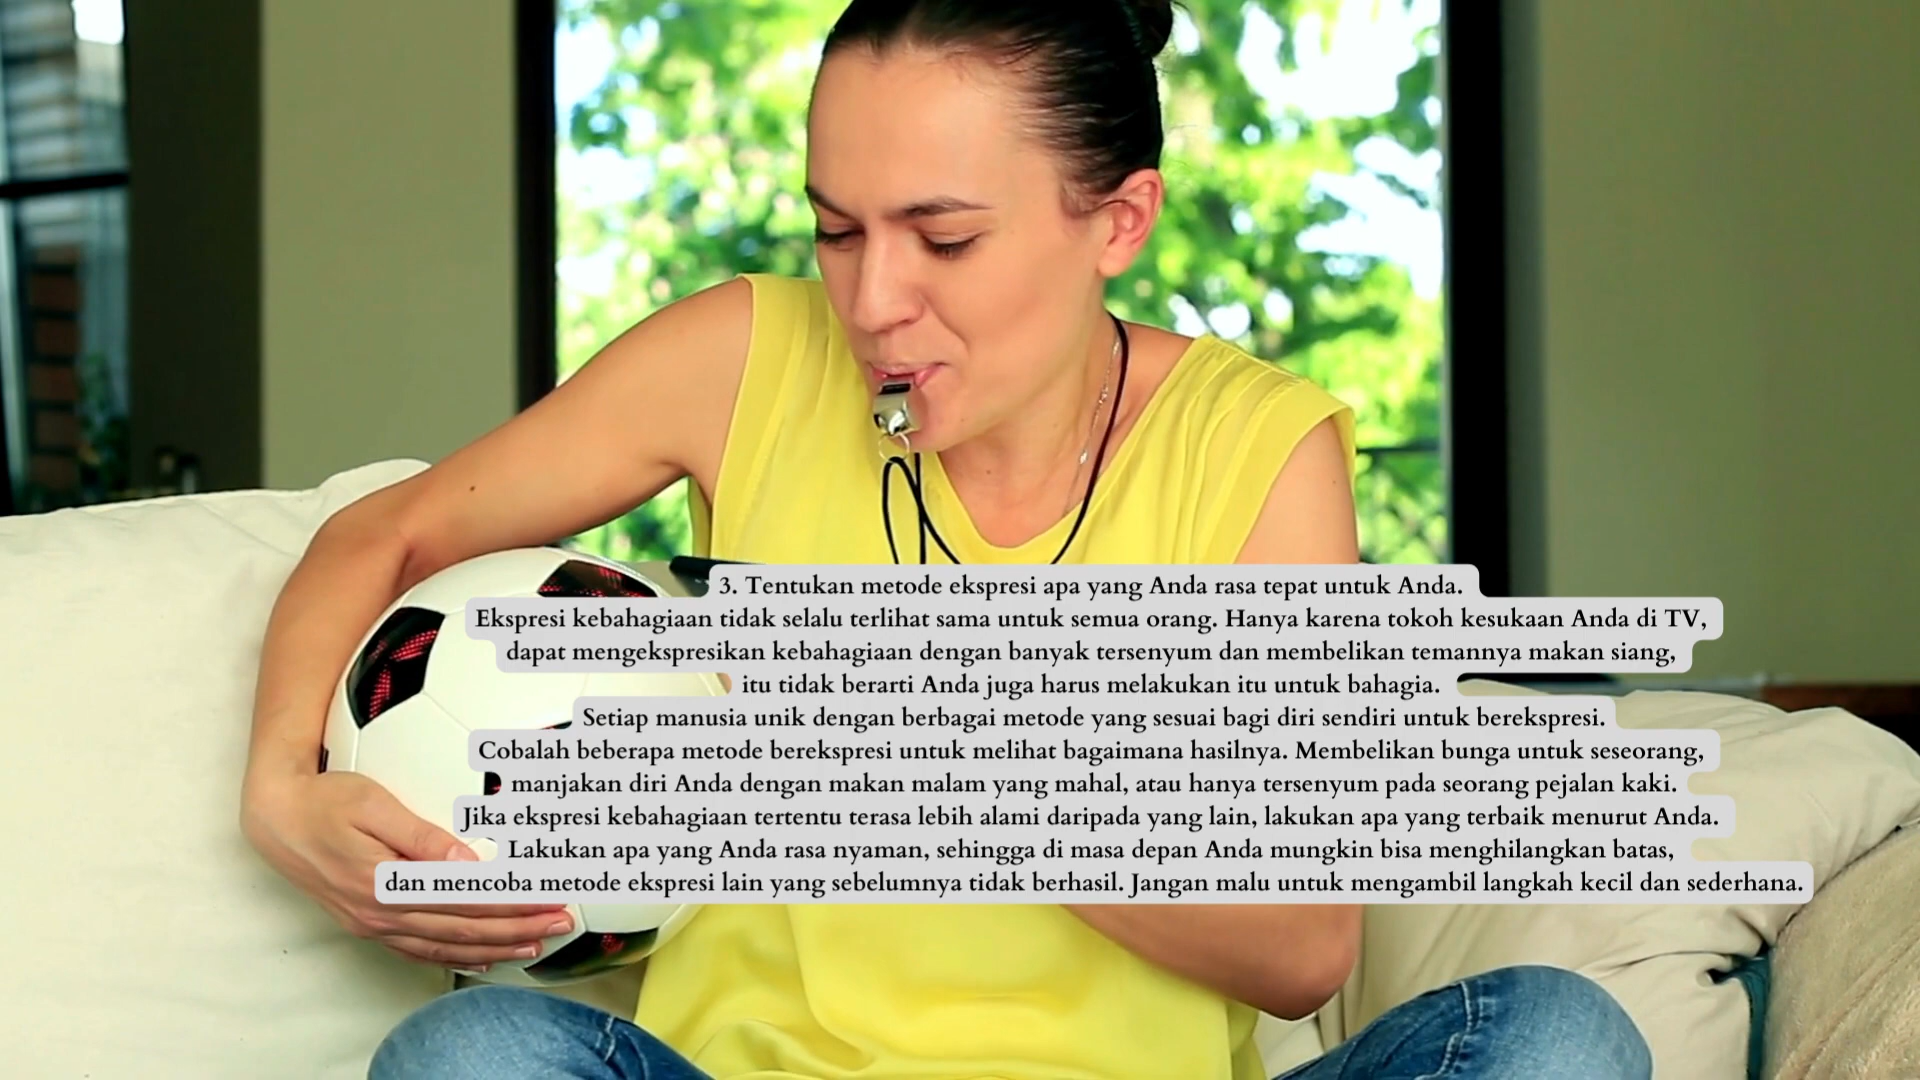 3. Tentukan metode ekspresi apa yang Anda rasa tepat untuk Anda.
Ekspresi kebahagiaan tidak selalu terlihat sama untuk semua orang. Hanya karena tokoh kesukaan Anda di TV,
dapat mengekspresikan kebahagiaan dengan banyak tersenyum dan membelikan temannya makan siang,
itu tidak berarti Anda juga harus melakukan itu untuk bahagia.
Setiap manusia unik dengan berbagai metode yang sesuai bagi diri sendiri untuk berekspresi.
Cobalah beberapa metode berekspresi untuk melihat bagaimana hasilnya. Membelikan bunga untuk seseorang,
manjakan diri Anda dengan makan malam yang mahal, atau hanya tersenyum pada seorang pejalan kaki.
Jika ekspresi kebahagiaan tertentu terasa lebih alami daripada yang lain, lakukan apa yang terbaik menurut Anda.
Lakukan apa yang Anda rasa nyaman, sehingga di masa depan Anda mungkin bisa menghilangkan batas,
dan mencoba metode ekspresi lain yang sebelumnya tidak berhasil. Jangan malu untuk mengambil langkah kecil dan sederhana.